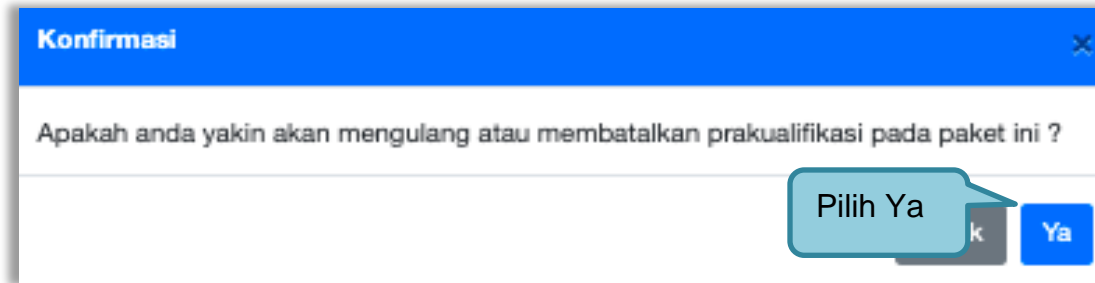 Konfirmasi
×
Apakah anda yakin akan mengulang atau membatalkan prakualifikasi pada paket ini ?
Pilih Ya
Ya